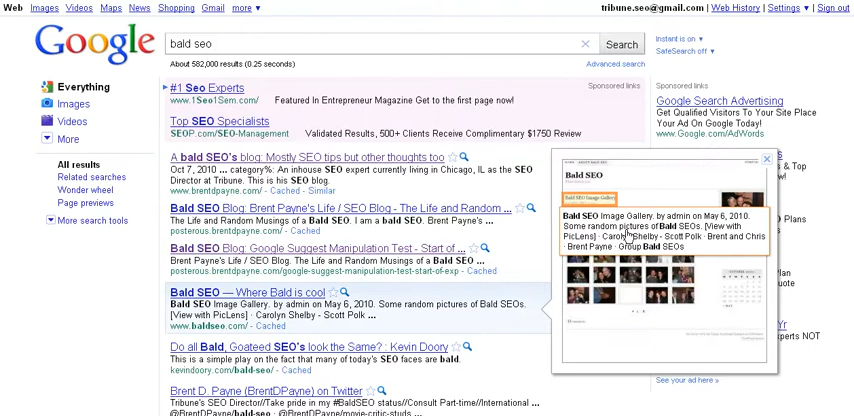 Web Images Videos Maps News Shopping Gmail more ▼ tribune.seo@gmail.com | Web History | Settings ▼ | Sign out
Google
bald seo
Search
Instant is on ▼
SafeSearch off ▼
About 582,000 results (0.25 seconds)
Advanced search
Everything
Images
Videos
More
All results
Related searches
Wonder wheel
Page previews
More search tools
#1 Seo Experts
Sponsored links
www.1Seo1Sem.com/ Featured In Entrepreneur Magazine Get to the first page now!
Top SEO Specialists
SEOP.com/SEO-Management Validated Results, 500+ Clients Receive Complimentary $1750 Review
A bald SEO's blog: Mostly SEO tips but other thoughts too
Oct 7, 2010 ... category%: An inhouse SEO expert currently living in Chicago, IL as the SEO
Director at Tribune. This is his SEO blog.
www.brentdpayne.com/ - Cached - Similar
Bald SEO Blog: Brent Payne's Life / SEO Blog - The Life and Random ...
The Life and Random Musings of a Bald SEO. I am a bald SEO. Brent Payne's ...
posterous.brentdpayne.com/ - Cached
Bald SEO Blog: Google Suggest Manipulation Test - Start of ...
Brent Payne's Life / SEO Blog. The Life and Random Musings of a Bald SEO.
posterous.brentdpayne.com/google-suggest-manipulation-test-start-of-exp - Cached
Bald SEO — Where Bald is cool
Bald SEO Image Gallery. by admin on May 6, 2010. Some random pictures of Bald SEOs.
[View with PicLens] · Carolyn Shelby - Scott Polk ...
www.baldseo.com/ - Cached
Do all Bald, Goateed SEO's look the Same? : Kevin Doory
This is a simple play on the fact that many of today's SEO faces are bald.
kevindoory.com/bald-seo/ - Cached
Brent D. Payne (BrentDPayne) on Twitter
Tribune's SEO Director//Take pride in my #BaldSEO status//Consult Part-time//International ...
@BrentDPayne/bald-seo · @BrentDPayne/movie-critic-studs ...
Sponsored links
Google Search Advertising
Get Qualified Visitors To Your Site Place
Your Ad On Google Today!
www.Google.com/AdWords
Bald SEO
Bald SEO Image Gallery
Bald SEO Image Gallery. by admin on May 6, 2010.
Some random pictures of Bald SEOs. [View with
PicLens] · Carolyn Shelby - Scott Polk · Brent and Chris
· Brent Payne · Group Bald SEOs
s & Top
Plans
Plan
quote
Yr
Experts NOT
See your ad here »